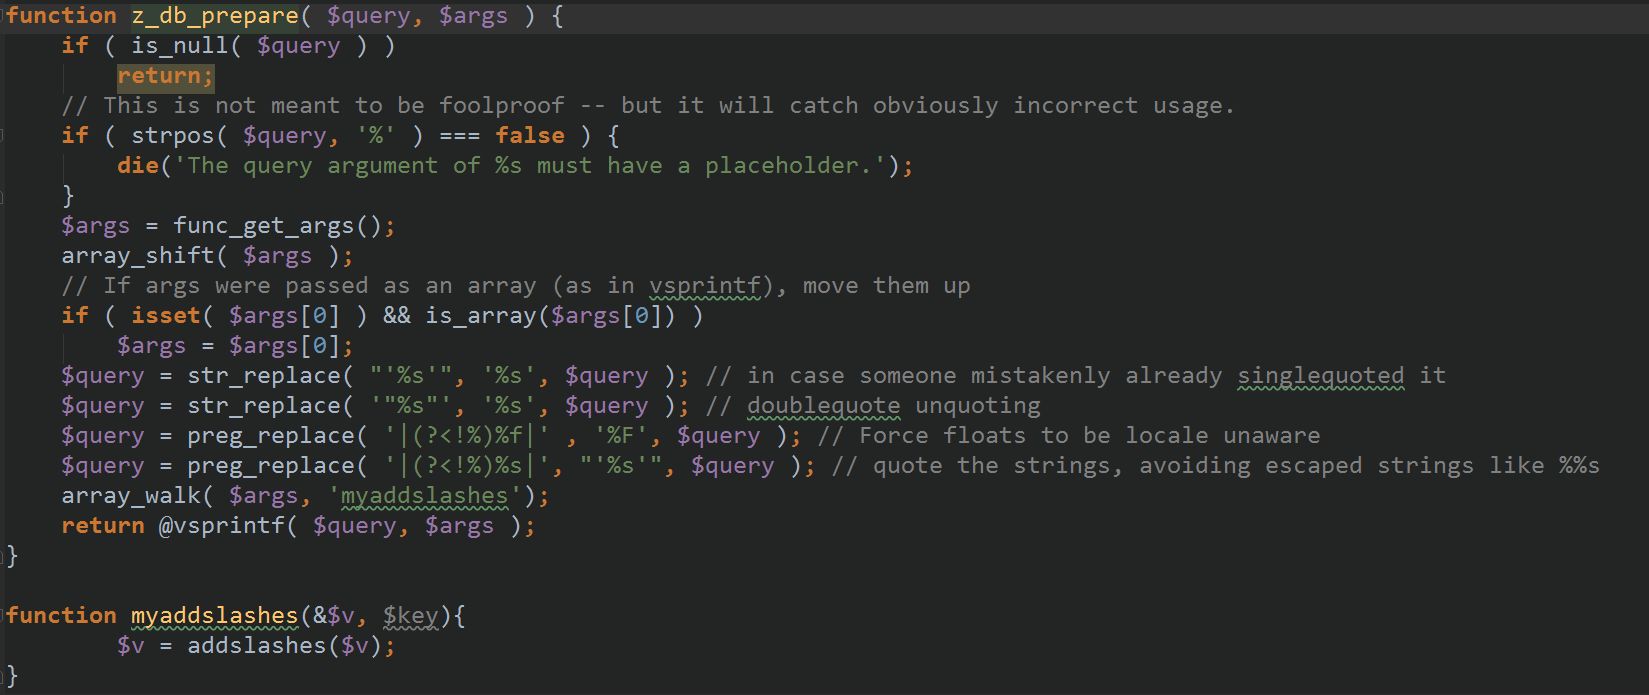 function z_db_prepare( $query, $args ) {
    if ( is_null( $query ) )
        return;
    // This is not meant to be foolproof -- but it will catch obviously incorrect usage.
    if ( strpos( $query, '%' ) === false ) {
        die('The query argument of %s must have a placeholder.');
    }
    $args = func_get_args();
    array_shift( $args );
    // If args were passed as an array (as in vsprintf), move them up
    if ( isset( $args[0] ) && is_array($args[0]) )
        $args = $args[0];
    $query = str_replace( "'%s'", '%s', $query ); // in case someone mistakenly already singlequoted it
    $query = str_replace( '"%s"', '%s', $query ); // doublequote unquoting
    $query = preg_replace( '|(?<!%)%f|' , '%F', $query ); // Force floats to be locale unaware
    $query = preg_replace( '|(?<!%)%s|', "'%s'", $query ); // quote the strings, avoiding escaped strings like %%s
    array_walk( $args, 'myaddslashes');
    return @vsprintf( $query, $args );
}

function myaddslashes(&$v, $key){
        $v = addslashes($v);
}